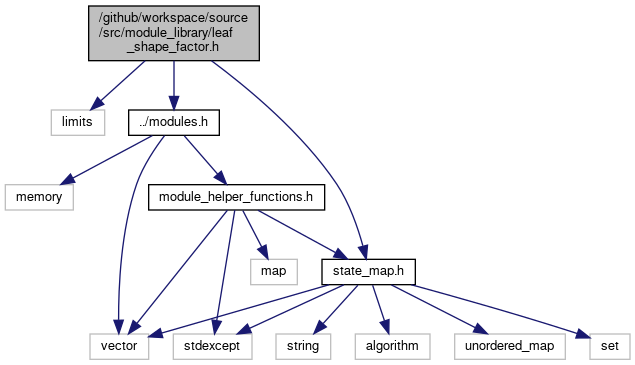 /github/workspace/source
/src/module_library/leaf
_shape_factor.h
limits
../modules.h
memory
module_helper_functions.h
map
state_map.h
vector
stdexcept
string
algorithm
unordered_map
set